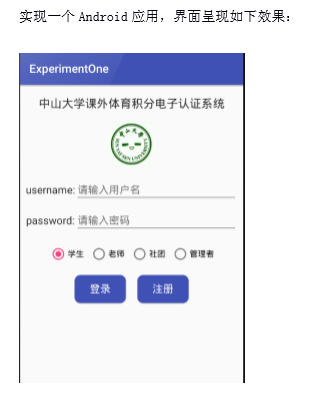 实现一个 Android 应用，界面呈现如下效果：
ExperimentOne
中山大学课外体育积分电子认证系统
username: 请输入用户名
password: 请输入密码
学生 老师 社团 管理者
登录 注册